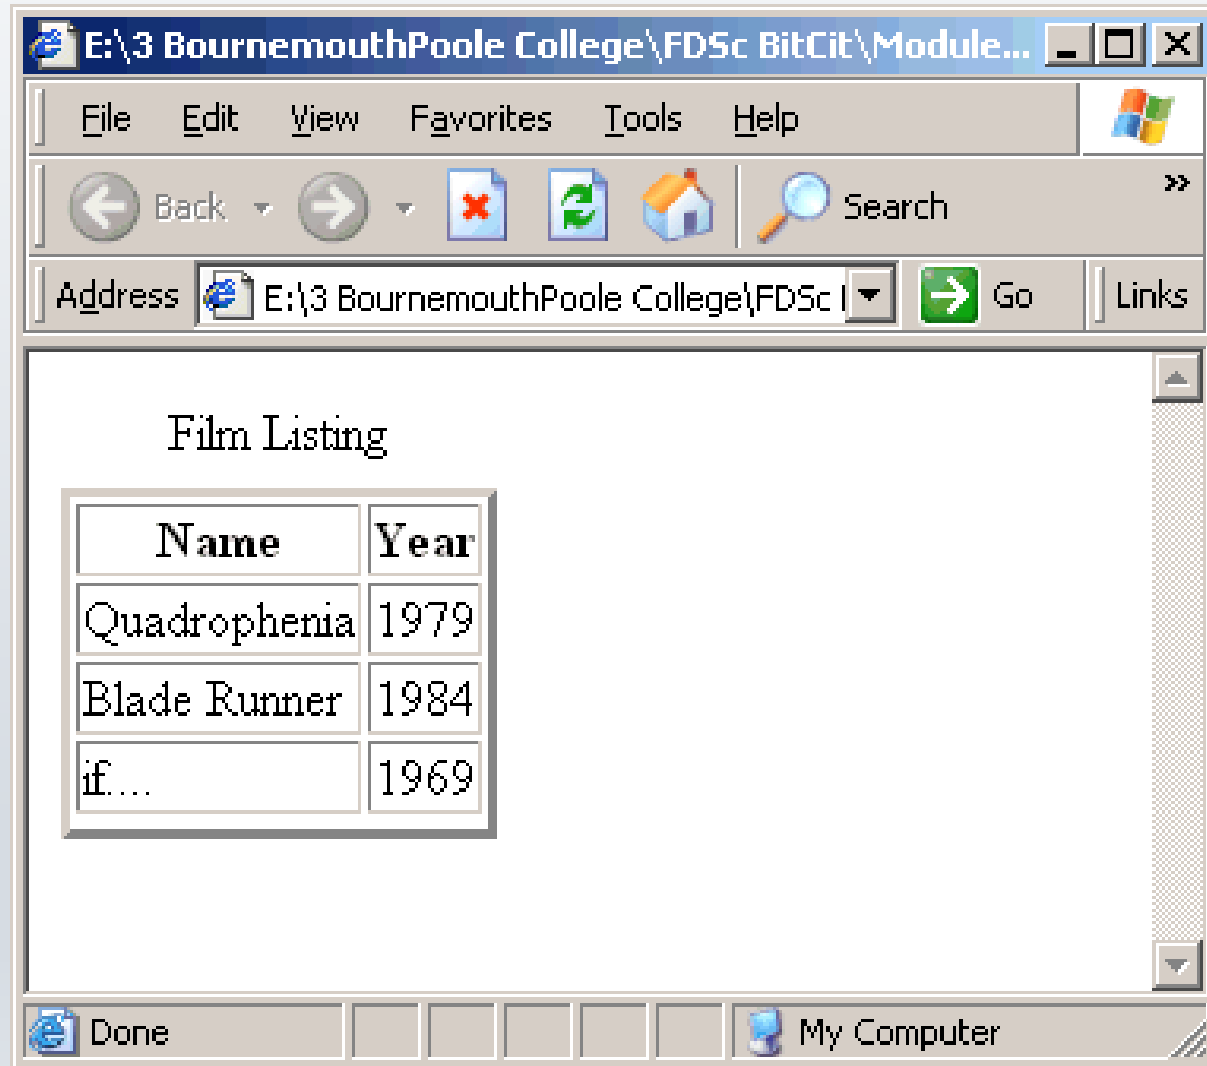 E:\3 BournemouthPoole College\FDSc BitCit\Module...
File Edit View Favorites Tools Help
Back Search »
Address E:\3 BournemouthPoole College\FDSc Go Links
Film Listing
Name Year
Quadrophenia 1979
Blade Runner 1984
if.... 1969
Done My Computer